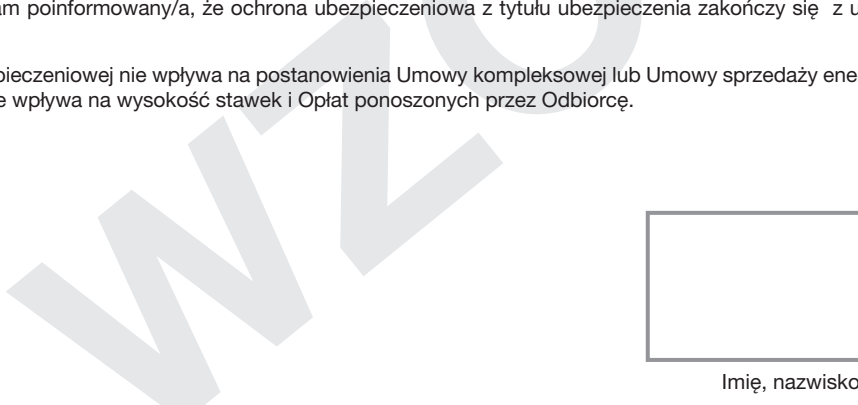 am poinformowany/a, że ochrona ubezpieczeniowa z tytułu ubezpieczenia zakończy się z u
pieczeniowej nie wpływa na postanowienia Umowy kompleksowej lub Umowy sprzedaży ene
e wpływa na wysokość stawek i Opłat ponoszonych przez Odbiorcę.
WZO
Imię, nazwisko